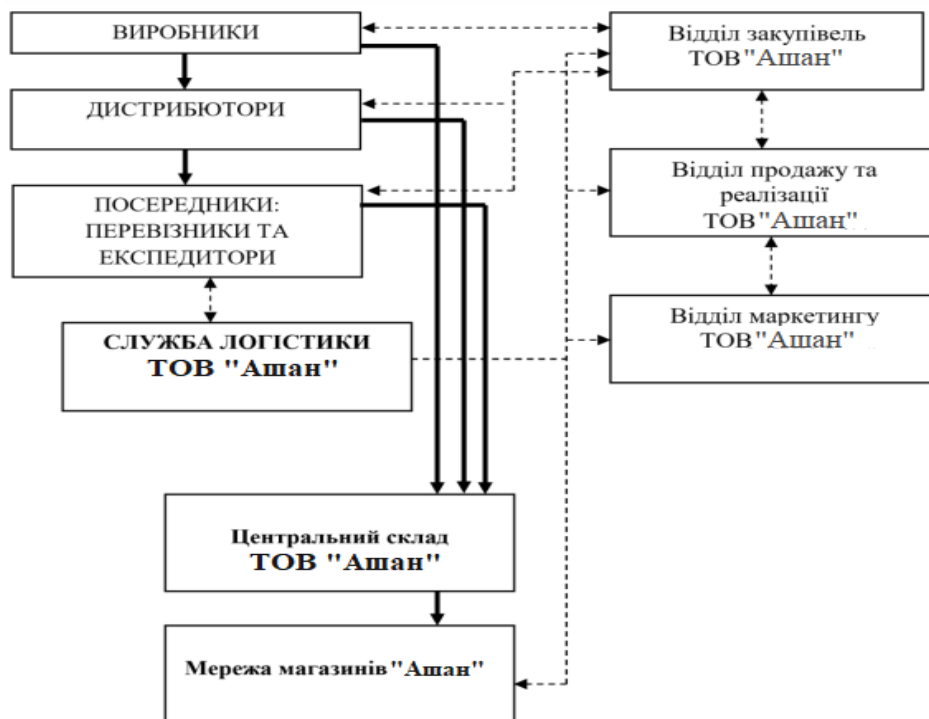 ВИРОБНИКИ
ДИСТРИБЮТОРИ
ПОСЕРЕДНИКИ:
ПЕРЕВІЗНИКИ ТА
ЕКСПЕДИТОРИ
СЛУЖБА ЛОГІСТИКИ
ТОВ "Ашан"
Центральний склад
ТОВ "Ашан"
Мережа магазинів "Ашан"
Відділ закупівель
ТОВ "Ашан"
Відділ продажу та
реалізації
ТОВ "Ашан"
Відділ маркетингу
ТОВ "Ашан"